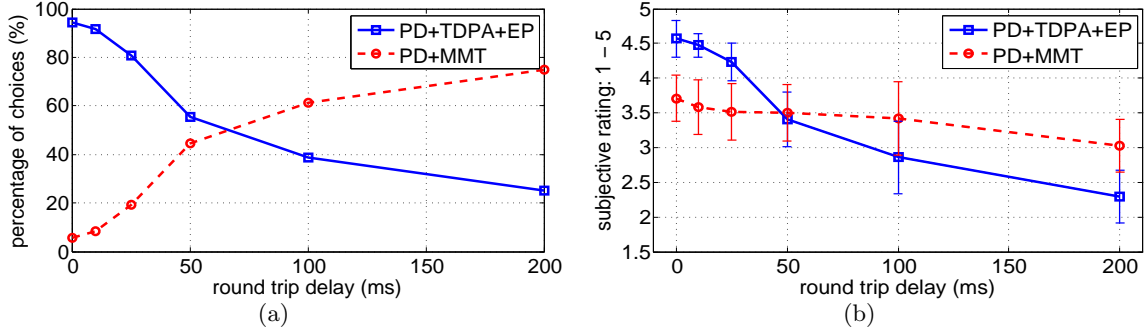 PD+TDPA+EP
PD+MMT
percentage of choices (%)
100
80
60
40
20
0
0 50 100 150 200
round trip delay (ms)
(a)
PD+TDPA+EP
PD+MMT
subjective rating: 1 − 5
5
4.5
4
3.5
3
2.5
2
1.5
0 50 100 150 200
round trip delay (ms)
(b)